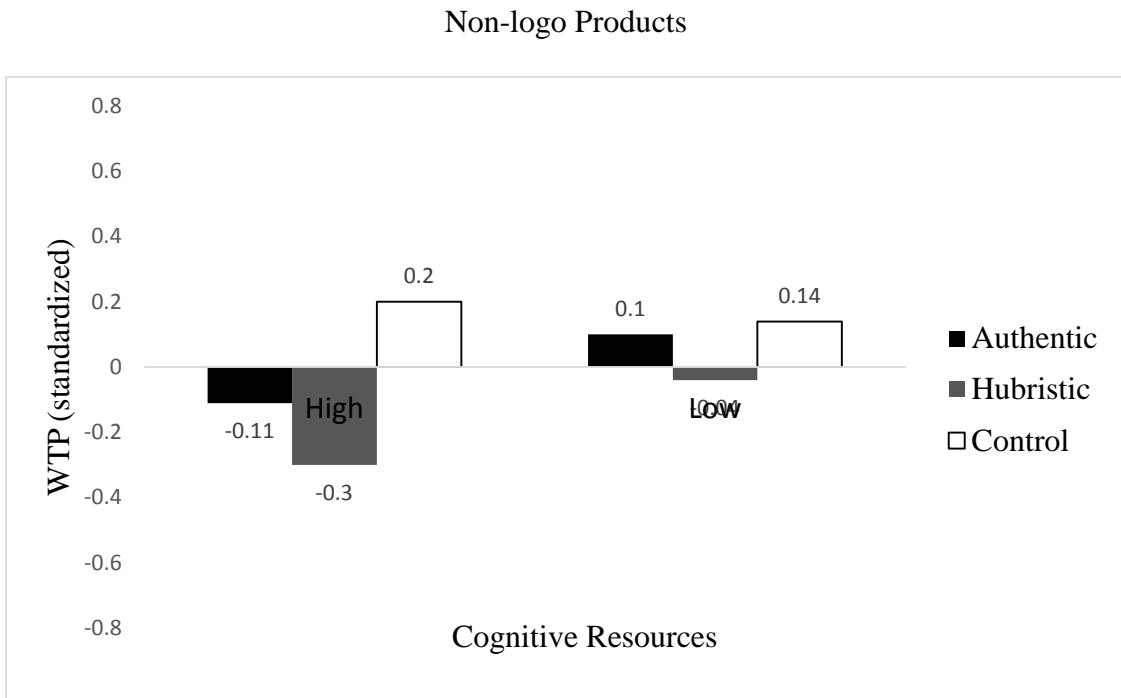 Non-logo Products
0.8
0.6
0.4
0.2
0
-0.2
-0.4
-0.6
-0.8
WTP (standardized)
-0.11
-0.3
0.2
High
0.1
-0.04
0.14
Low
Cognitive Resources
Authentic
Hubristic
Control